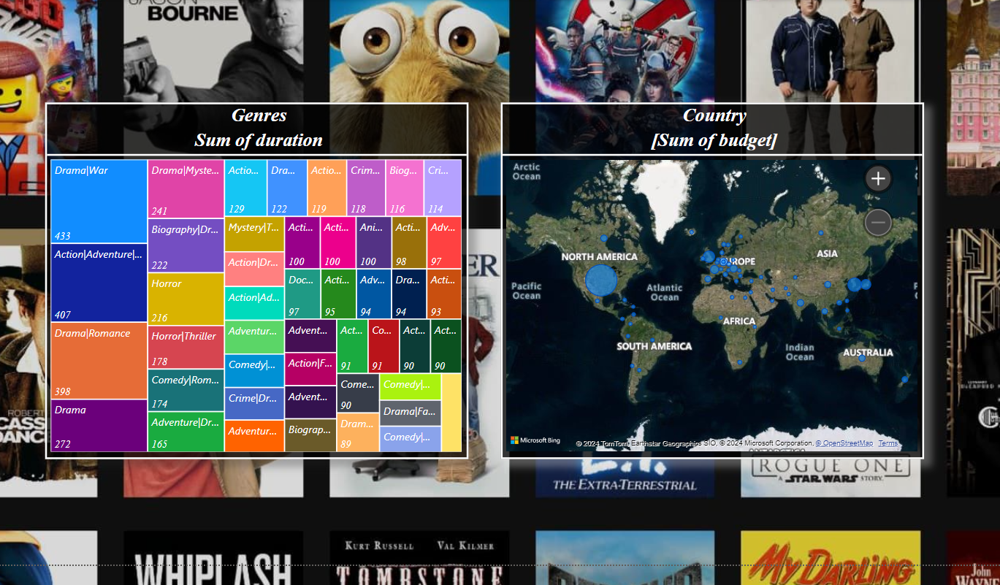 BOURNE
Genres
Sum of duration
Drama|War
433
Action|Adventure|...
407
Drama|Romance
398
Drama
272
Drama|Myste...
241
Biography|Dr...
222
Horror
216
Horror|Thriller
178
Comedy|Rom...
174
Adventure|Dr...
165
Actio...
129
Dra...
122
Actio...
119
Crim...
118
Biog...
116
Cri...
114
Mystery|T...
Action|Dr...
Action|Ad...
Adventur...
Comedy|...
Crime|Dr...
Adventur...
Acti...
100
Acti...
100
Ani...
100
Acti...
98
Adv...
97
Doc...
97
Acti...
95
Adv...
94
Dra...
94
Acti...
93
Advent...
Action|F...
Advent...
Biograp...
Act...
91
Co...
91
Act...
90
Act...
90
Come...
90
Dram...
89
Comedy|...
Drama|Fa...
Comedy|...
Country
[Sum of budget]
Arctic
Ocean
NORTH AMERICA
EUROPE
ASIA
Pacific
Ocean
Atlantic
Ocean
AFRICA
SOUTH AMERICA
Indian
Ocean
AUSTRALIA
Microsoft Bing
© 2024 TomTom, Earthstar Geographics SIO, © 2024 Microsoft Corporation, © OpenStreetMap Terms
ER
ROBERT
CASS
DANC
THE EXTRA-TERRESTRIAL
ROGUE ONE
A STAR WARS STORY
WHIPLASH
KURT RUSSELL VAL KILMER
TOMBSTONE
MY DARLING
John
WAYNE